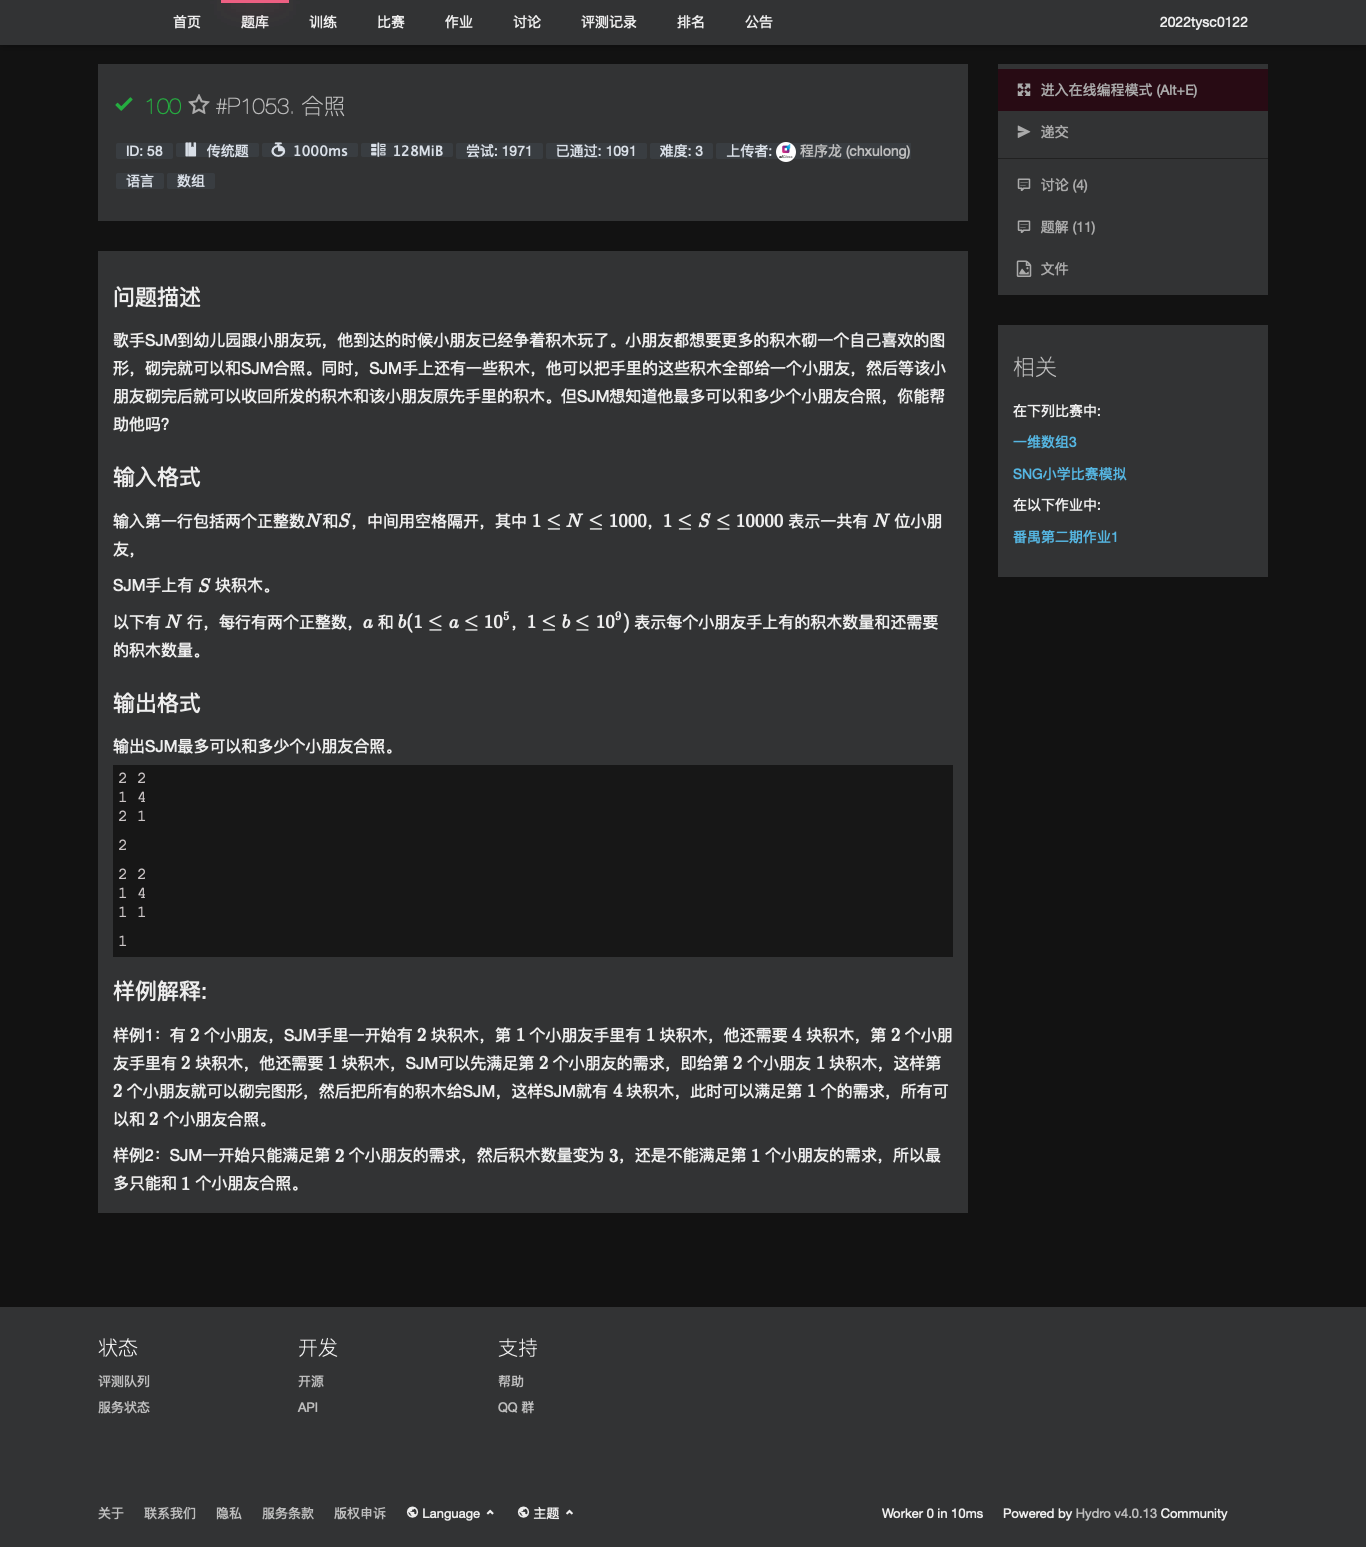 首页 题库 训练 比赛 作业 讨论 评测记录 排名 公告 2022tysc0122
100 #P1053. 合照
ID: 58 传统题 1000ms 128MiB 尝试: 1971 已通过: 1091 难度: 3 上传者: 程序龙 (chxulong)
语言 数组
问题描述
歌手SJM到幼儿园跟小朋友玩，他到达的时候小朋友已经争着积木玩了。小朋友都想要更多的积木砌一个自己喜欢的图
形，砌完就可以和SJM合照。同时，SJM手上还有一些积木，他可以把手里的这些积木全部给一个小朋友，然后等该小
朋友砌完后就可以收回所发的积木和该小朋友原先手里的积木。但SJM想知道他最多可以和多少个小朋友合照，你能帮
助他吗？
输入格式
输入第一行包括两个正整数N和S，中间用空格隔开，其中 1 ≤ N ≤ 1000，1 ≤ S ≤ 10000 表示一共有 N 位小朋
友，
SJM手上有 S 块积木。
以下有 N 行，每行有两个正整数，a 和 b(1 ≤ a ≤ 10^5，1 ≤ b ≤ 10^9) 表示每个小朋友手上有的积木数量和还需要
的积木数量。
输出格式
输出SJM最多可以和多少个小朋友合照。
2 2
1 4
2 1
2
2 2
1 4
1 1
1
样例解释:
样例1：有 2 个小朋友，SJM手里一开始有 2 块积木，第 1 个小朋友手里有 1 块积木，他还需要 4 块积木，第 2 个小朋
友手里有 2 块积木，他还需要 1 块积木，SJM可以先满足第 2 个小朋友的需求，即给第 2 个小朋友 1 块积木，这样第
2 个小朋友就可以砌完图形，然后把所有的积木给SJM，这样SJM就有 4 块积木，此时可以满足第 1 个的需求，所有可
以和 2 个小朋友合照。
样例2：SJM一开始只能满足第 2 个小朋友的需求，然后积木数量变为 3，还是不能满足第 1 个小朋友的需求，所以最
多只能和 1 个小朋友合照。
进入在线编程模式 (Alt+E)
递交
讨论 (4)
题解 (11)
文件
相关
在下列比赛中:
一维数组3
SNG小学比赛模拟
在以下作业中:
番禺第二期作业1
状态 开发 支持
评测队列 开源 帮助
服务状态 API QQ 群
关于 联系我们 隐私 服务条款 版权申诉 Language 主题 Worker 0 in 10ms Powered by Hydro v4.0.13 Community